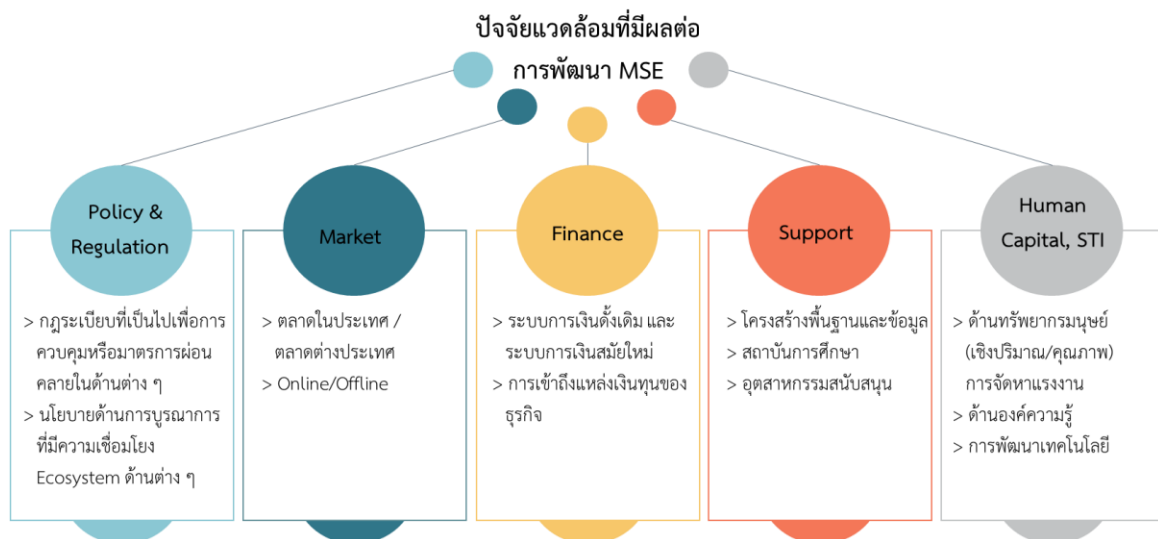 ปัจจัยแวดล้อมที่มีผลต่อ
การพัฒนา MSE
Policy &
Regulation
> กฎระเบียบที่เป็นไปเพื่อการ
ควบคุมหรือมาตรการผ่อน
คลายในด้านต่าง ๆ
> นโยบายด้านการบูรณาการ
ที่มีความเชื่อมโยง
Ecosystem ด้านต่าง ๆ
Market
> ตลาดในประเทศ /
ตลาดต่างประเทศ
> Online/Offline
Finance
> ระบบการเงินดั้งเดิม และ
ระบบการเงินสมัยใหม่
> การเข้าถึงแหล่งเงินทุนของ
ธุรกิจ
Support
> โครงสร้างพื้นฐานและข้อมูล
> สถาบันการศึกษา
> อุตสาหกรรมสนับสนุน
Human
Capital, STI
> ด้านทรัพยากรมนุษย์
(เชิงปริมาณ/คุณภาพ)
การจัดหาแรงงาน
> ด้านองค์ความรู้
> การพัฒนาเทคโนโลยี